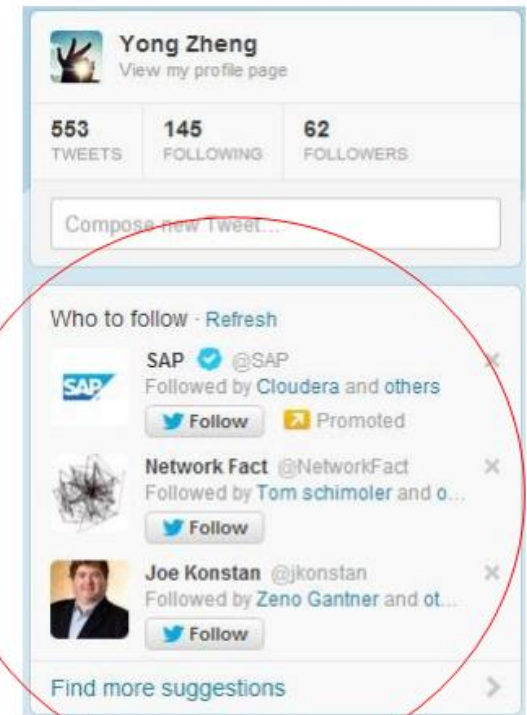 Yong Zheng
View my profile page
553 145 62
TWEETS FOLLOWING FOLLOWERS
Compose new Tweet...
Who to follow · Refresh
SAP @SAP
SAP Followed by Cloudera and others
Follow Promoted
Network Fact @NetworkFact
Followed by Tom schimoler and o...
Follow
Joe Konstan @jkonstan
Followed by Zeno Gantner and ot...
Follow
Find more suggestions